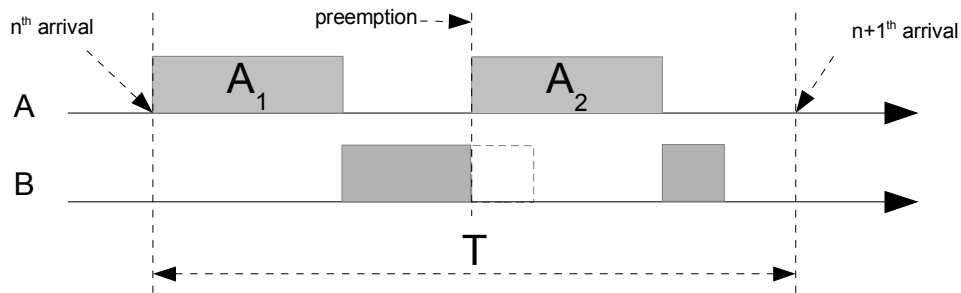 preemption
nth arrival
n+1th arrival
A1
A2
A
B
T